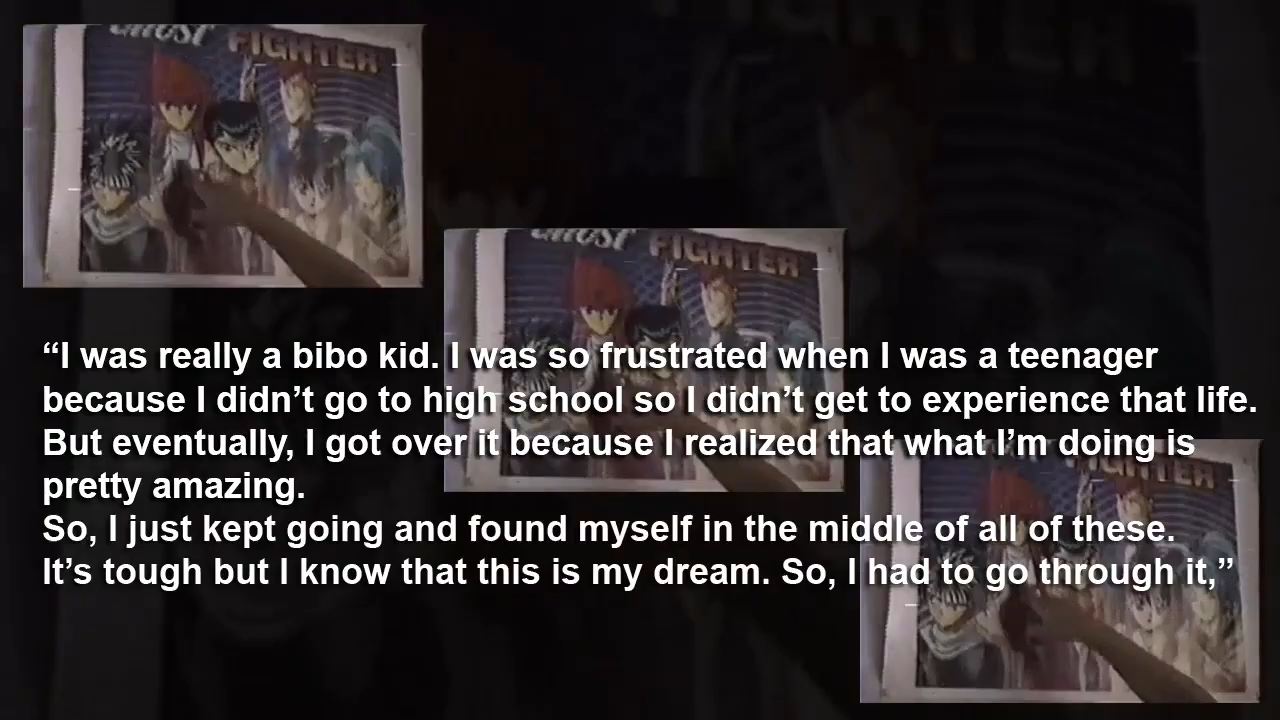 Ghost FIGHTER
Ghost FIGHTER
“I was really a bibo kid. I was so frustrated when I was a teenager
because I didn’t go to high school so I didn’t get to experience that life.
But eventually, I got over it because I realized that what I’m doing is
pretty amazing.
So, I just kept going and found myself in the middle of all of these.
It’s tough but I know that this is my dream. So, I had to go through it,”
FIGHTER